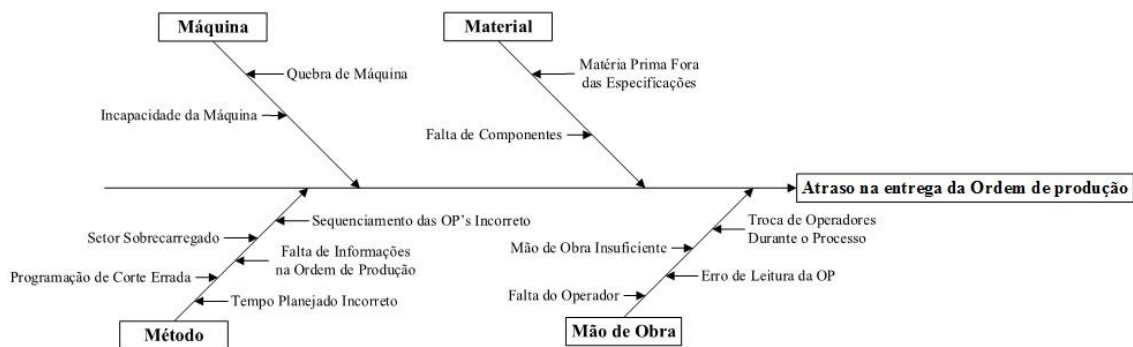 Máquina
Material
Quebra de Máquina
Incapacidade da Máquina
Matéria Prima Fora
das Especificações
Falta de Componentes
Atraso na entrega da Ordem de produção
Sequenciamento das OP's Incorreto
Setor Sobrecarregado
Falta de Informações
na Ordem de Produção
Programação de Corte Errada
Tempo Planejado Incorreto
Método
Troca de Operadores
Durante o Processo
Mão de Obra Insuficiente
Erro de Leitura da OP
Falta do Operador
Mão de Obra